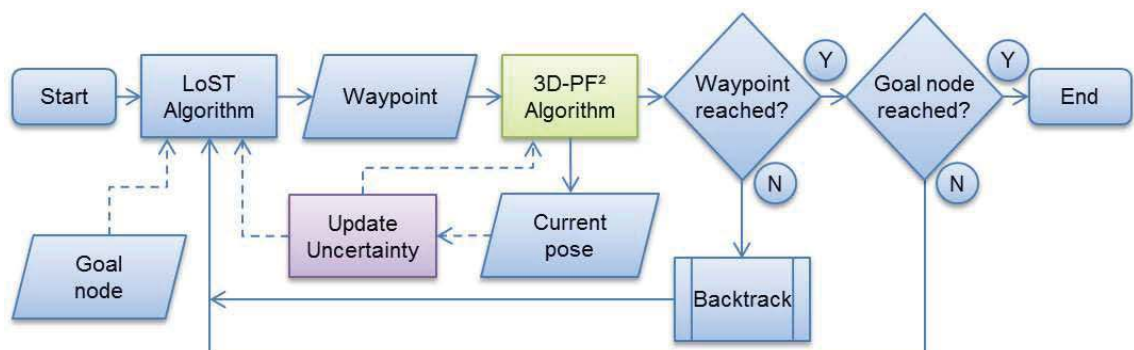 Start
LoST
Algorithm
Waypoint
3D-PF²
Algorithm
Waypoint
reached?
Y
Goal node
reached?
Y
End
N
N
Update
Uncertainty
Current
pose
Goal
node
Backtrack